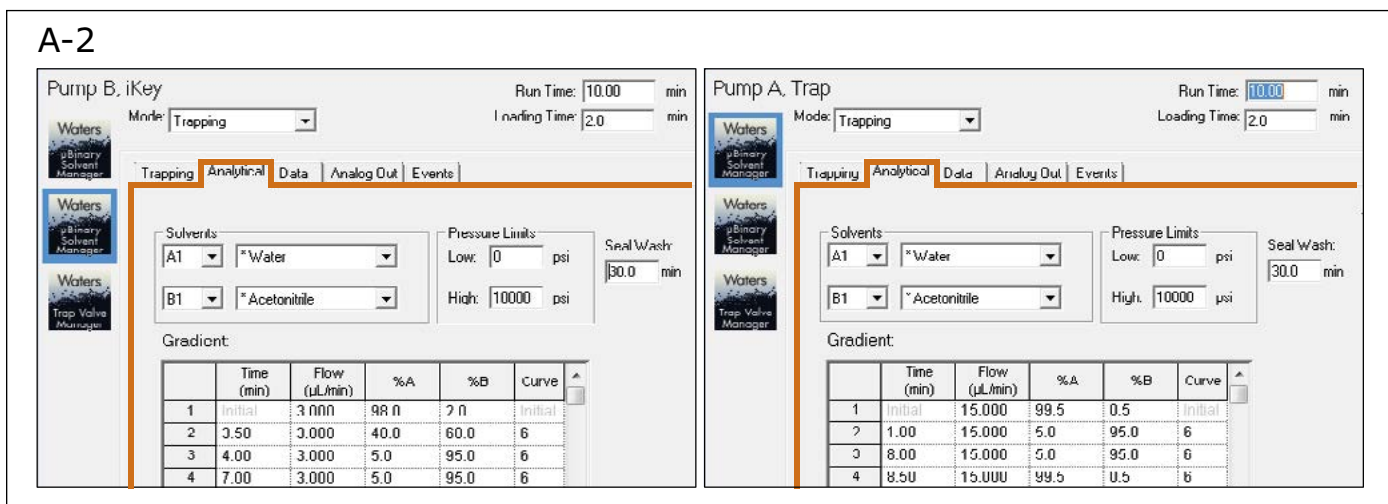 A-2
Pump B, iKey
Run Time: 10.00 min
Mode: Trapping
Loading Time: 2.0 min
Waters
µBinary
Solvent
Manager
Waters
µBinary
Solvent
Manager
Waters
Trap Valve
Manager
Trapping Analytical Data Analog Out Events
Solvents
A1 *Water
B1 *Acetonitrile
Pressure Limits
Low: 0 psi
High: 10000 psi
Seal Wash:
30.0 min
Gradient:
Time (min) Flow (µL/min) %A %B Curve
1 Initial 3.000 98.0 2.0 Initial
2 3.50 3.000 40.0 60.0 6
3 4.00 3.000 5.0 95.0 6
4 7.00 3.000 5.0 95.0 6
Pump A, Trap
Run Time: 10.00 min
Mode: Trapping
Loading Time: 2.0 min
Waters
µBinary
Solvent
Manager
Waters
µBinary
Solvent
Manager
Waters
Trap Valve
Manager
Trapping Analytical Data Analog Out Events
Solvents
A1 *Water
B1 *Acetonitrile
Pressure Limits
Low: 0 psi
High: 10000 psi
Seal Wash:
30.0 min
Gradient:
Time (min) Flow (µL/min) %A %B Curve
1 Initial 15.000 99.5 0.5 Initial
2 1.00 15.000 5.0 95.0 6
3 8.00 15.000 5.0 95.0 6
4 8.50 15.000 99.5 0.5 6